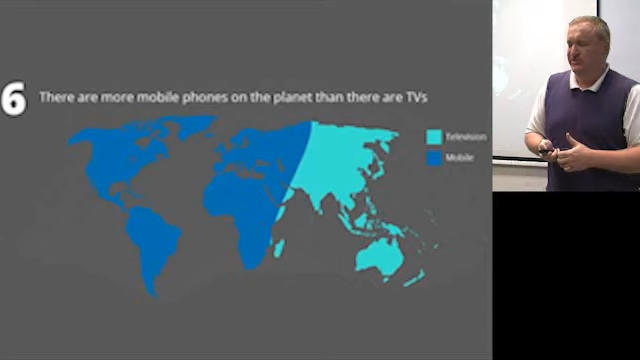 6
There are more mobile phones on the planet than there are TVs
Television
Mobile